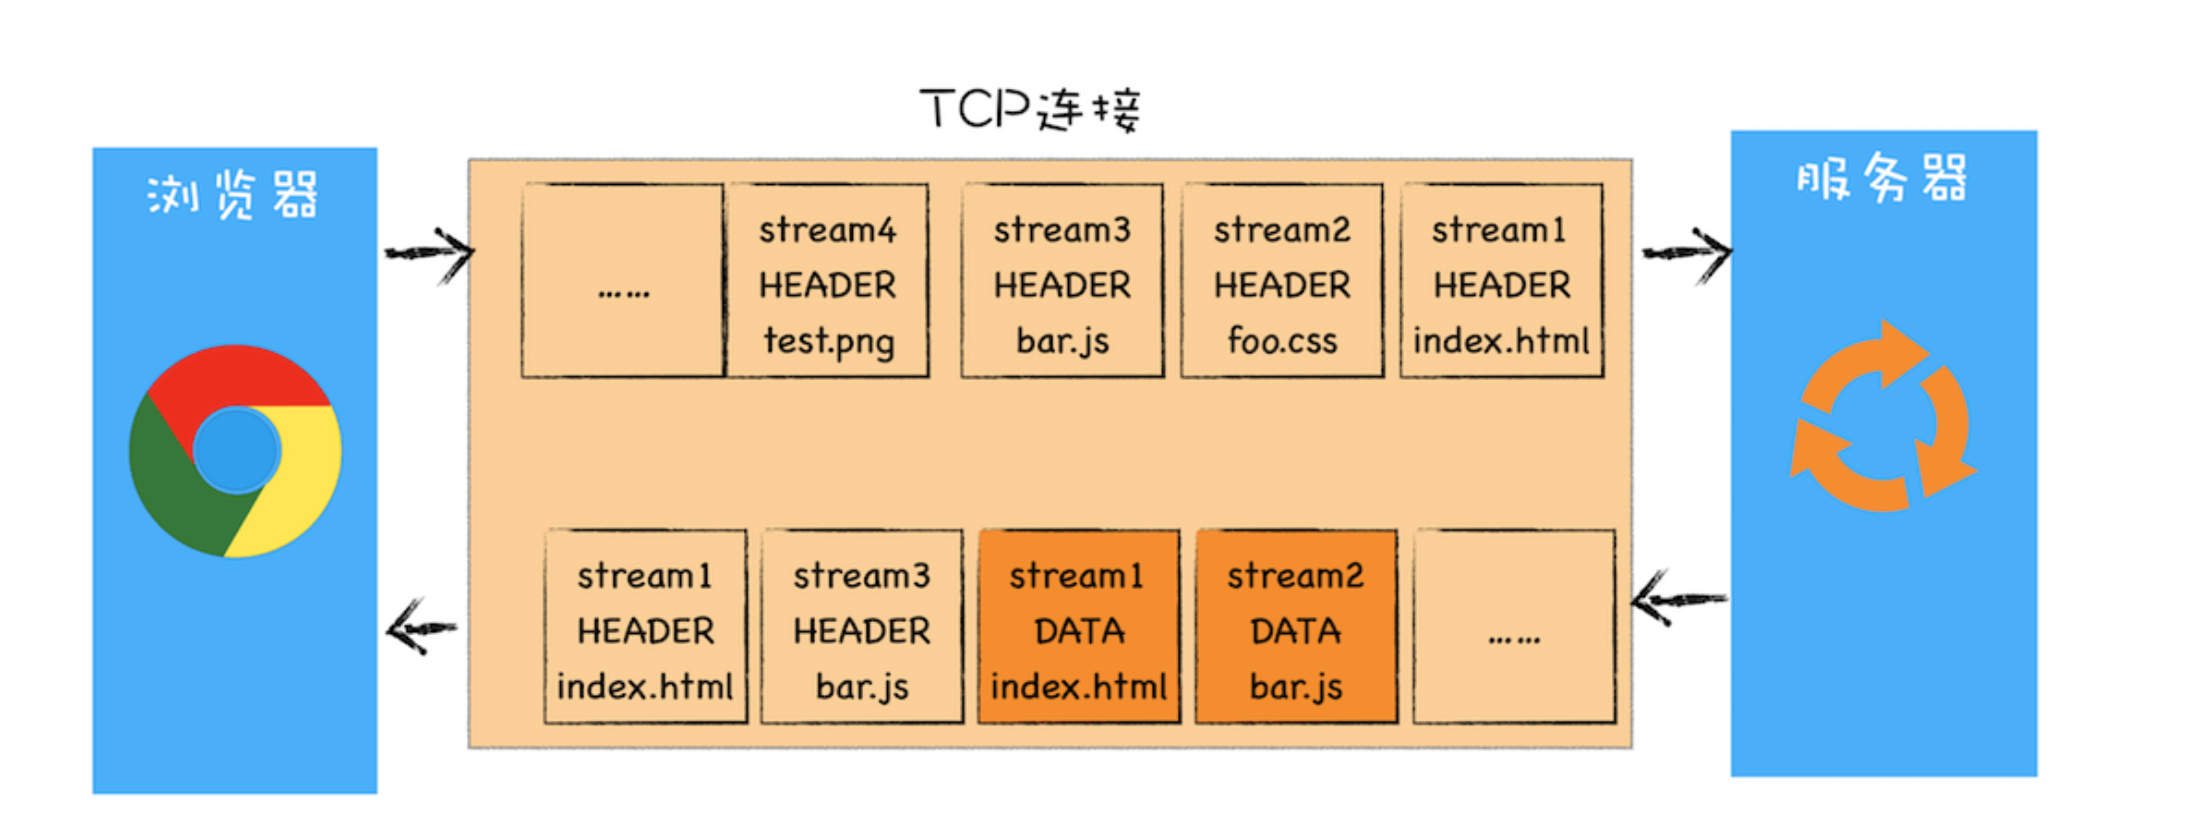 TCP连接
浏览器
服务器
……
stream4
HEADER
test.png
stream3
HEADER
bar.js
stream2
HEADER
foo.css
stream1
HEADER
index.html
stream1
HEADER
index.html
stream3
HEADER
bar.js
stream1
DATA
index.html
stream2
DATA
bar.js
……